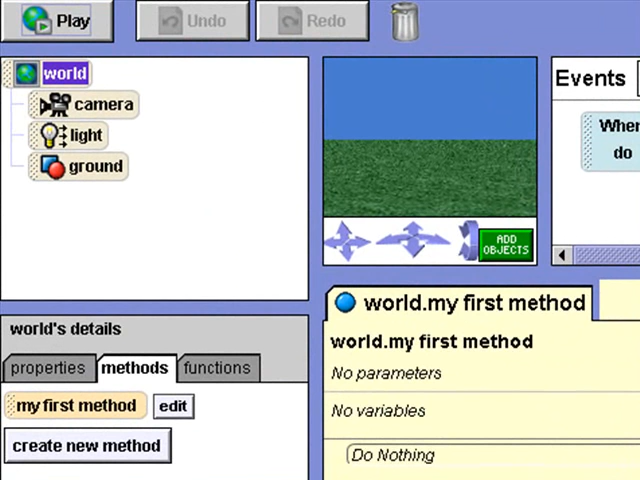 Play
Undo
Redo
world
camera
light
ground
ADD
OBJECTS
Events
When
do
world's details
properties
methods
functions
my first method
edit
create new method
world.my first method
world.my first method
No parameters
No variables
Do Nothing